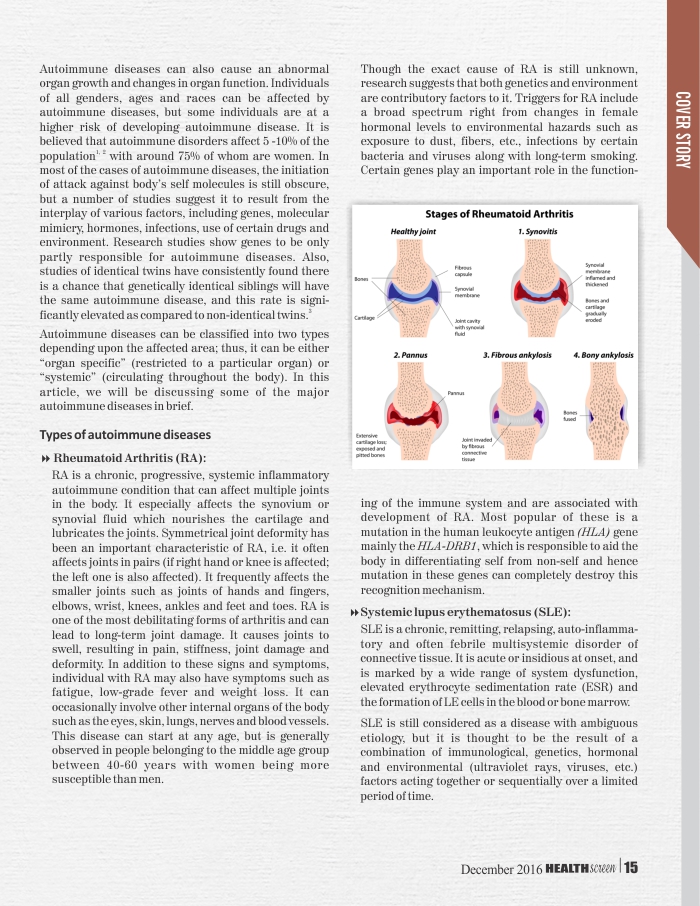 Autoimmune diseases can also cause an abnormal
organ growth and changes in organ function. Individuals
of all genders, ages and races can be affected by
autoimmune diseases, but some individuals are at a
higher risk of developing autoimmune disease. It is
believed that autoimmune disorders affect 5 -10% of the
population1, 2 with around 75% of whom are women. In
most of the cases of autoimmune diseases, the initiation
of attack against body's self molecules is still obscure,
but a number of studies suggest it to result from the
interplay of various factors, including genes, molecular
mimicry, hormones, infections, use of certain drugs and
environment. Research studies show genes to be only
partly responsible for autoimmune diseases. Also,
studies of identical twins have consistently found there
is a chance that genetically identical siblings will have
the same autoimmune disease, and this rate is signi-
ficantly elevated as compared to non-identical twins.3
Autoimmune diseases can be classified into two types
depending upon the affected area; thus, it can be either
“organ specific” (restricted to a particular organ) or
“systemic” (circulating throughout the body). In this
article, we will be discussing some of the major
autoimmune diseases in brief.
Types of autoimmune diseases
Rheumatoid Arthritis (RA):
RA is a chronic, progressive, systemic inflammatory
autoimmune condition that can affect multiple joints
in the body. It especially affects the synovium or
synovial fluid which nourishes the cartilage and
lubricates the joints. Symmetrical joint deformity has
been an important characteristic of RA, i.e. it often
affects joints in pairs (if right hand or knee is affected;
the left one is also affected). It frequently affects the
smaller joints such as joints of hands and fingers,
elbows, wrist, knees, ankles and feet and toes. RA is
one of the most debilitating forms of arthritis and can
lead to long-term joint damage. It causes joints to
swell, resulting in pain, stiffness, joint damage and
deformity. In addition to these signs and symptoms,
individual with RA may also have symptoms such as
fatigue, low-grade fever and weight loss. It can
occasionally involve other internal organs of the body
such as the eyes, skin, lungs, nerves and blood vessels.
This disease can start at any age, but is generally
observed in people belonging to the middle age group
between 40-60 years with women being more
susceptible than men.
Though the exact cause of RA is still unknown,
research suggests that both genetics and environment
are contributory factors to it. Triggers for RA include
a broad spectrum right from changes in female
hormonal levels to environmental hazards such as
exposure to dust, fibers, etc., infections by certain
bacteria and viruses along with long-term smoking.
Certain genes play an important role in the function-
Stages of Rheumatoid Arthritis
Healthy joint
Bones
Cartilage
Fibrous
capsule
Synovial
membrane
Joint cavity
with synovial
fluid
1. Synovitis
Synovial
membrane
inflamed and
thickened
Bones and
cartilage
gradually
eroded
2. Pannus
Pannus
Extensive
cartilage loss;
exposed and
pitted bones
3. Fibrous ankylosis
Joint invaded
by fibrous
connective
tissue
4. Bony ankylosis
Bones
fused
ing of the immune system and are associated with
development of RA. Most popular of these is a
mutation in the human leukocyte antigen (HLA) gene
mainly the HLA-DRB1, which is responsible to aid the
body in differentiating self from non-self and hence
mutation in these genes can completely destroy this
recognition mechanism.
Systemic lupus erythematosus (SLE):
SLE is a chronic, remitting, relapsing, auto-inflamma-
tory and often febrile multisystemic disorder of
connective tissue. It is acute or insidious at onset, and
is marked by a wide range of system dysfunction,
elevated erythrocyte sedimentation rate (ESR) and
the formation of LE cells in the blood or bone marrow.
SLE is still considered as a disease with ambiguous
etiology, but it is thought to be the result of a
combination of immunological, genetics, hormonal
and environmental (ultraviolet rays, viruses, etc.)
factors acting together or sequentially over a limited
period of time.
COVER STORY
December 2016 HEALTHscreen 15